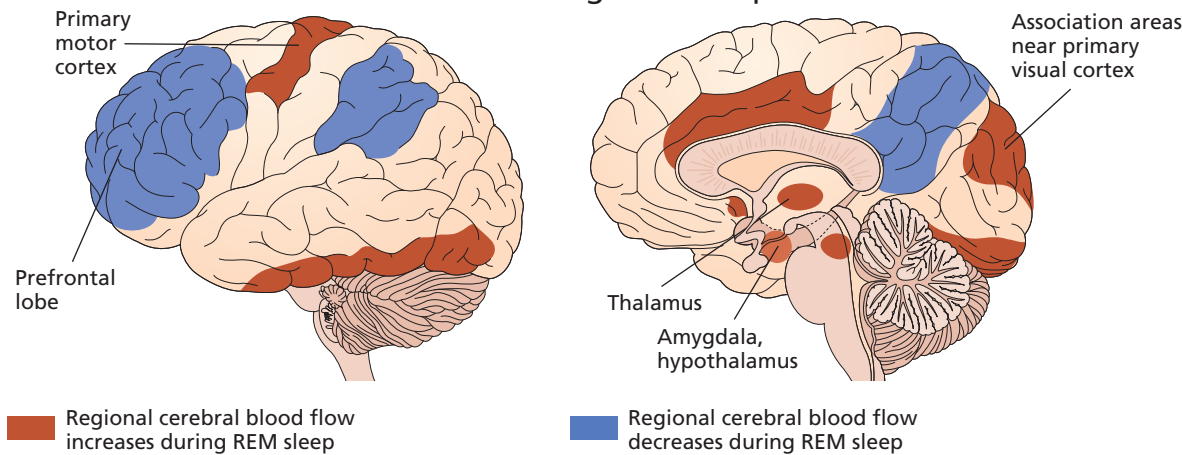 Primary
motor
cortex
Prefrontal
lobe
Association areas
near primary
visual cortex
Thalamus
Amygdala,
hypothalamus
Regional cerebral blood flow
increases during REM sleep
Regional cerebral blood flow
decreases during REM sleep